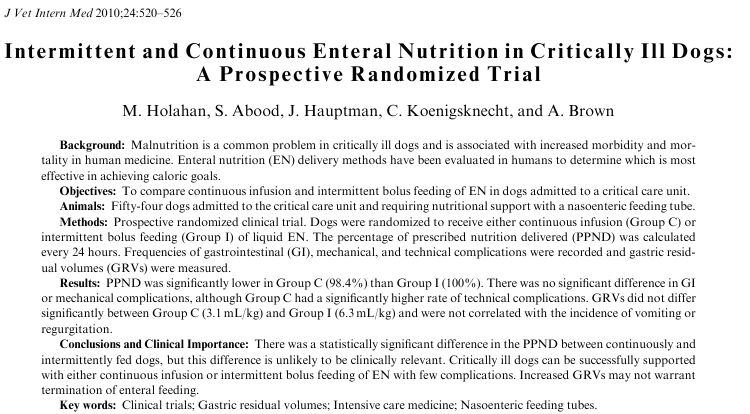 J Vet Intern Med 2010;24:520–526
Intermittent and Continuous Enteral Nutrition in Critically Ill Dogs:
A Prospective Randomized Trial
M. Holahan, S. Abood, J. Hauptman, C. Koenigsknecht, and A. Brown
Background: Malnutrition is a common problem in critically ill dogs and is associated with increased morbidity and mor-
tality in human medicine. Enteral nutrition (EN) delivery methods have been evaluated in humans to determine which is most
effective in achieving caloric goals.
Objectives: To compare continuous infusion and intermittent bolus feeding of EN in dogs admitted to a critical care unit.
Animals: Fifty-four dogs admitted to the critical care unit and requiring nutritional support with a nasoenteric feeding tube.
Methods: Prospective randomized clinical trial. Dogs were randomized to receive either continuous infusion (Group C) or
intermittent bolus feeding (Group I) of liquid EN. The percentage of prescribed nutrition delivered (PPND) was calculated
every 24 hours. Frequencies of gastrointestinal (GI), mechanical, and technical complications were recorded and gastric resid-
ual volumes (GRVs) were measured.
Results: PPND was significantly lower in Group C (98.4%) than Group I (100%). There was no significant difference in GI
or mechanical complications, although Group C had a significantly higher rate of technical complications. GRVs did not differ
significantly between Group C (3.1 mL/kg) and Group I (6.3 mL/kg) and were not correlated with the incidence of vomiting or
regurgitation.
Conclusions and Clinical Importance: There was a statistically significant difference in the PPND between continuously and
intermittently fed dogs, but this difference is unlikely to be clinically relevant. Critically ill dogs can be successfully supported
with either continuous infusion or intermittent bolus feeding of EN with few complications. Increased GRVs may not warrant
termination of enteral feeding.
Key words: Clinical trials; Gastric residual volumes; Intensive care medicine; Nasoenteric feeding tubes.